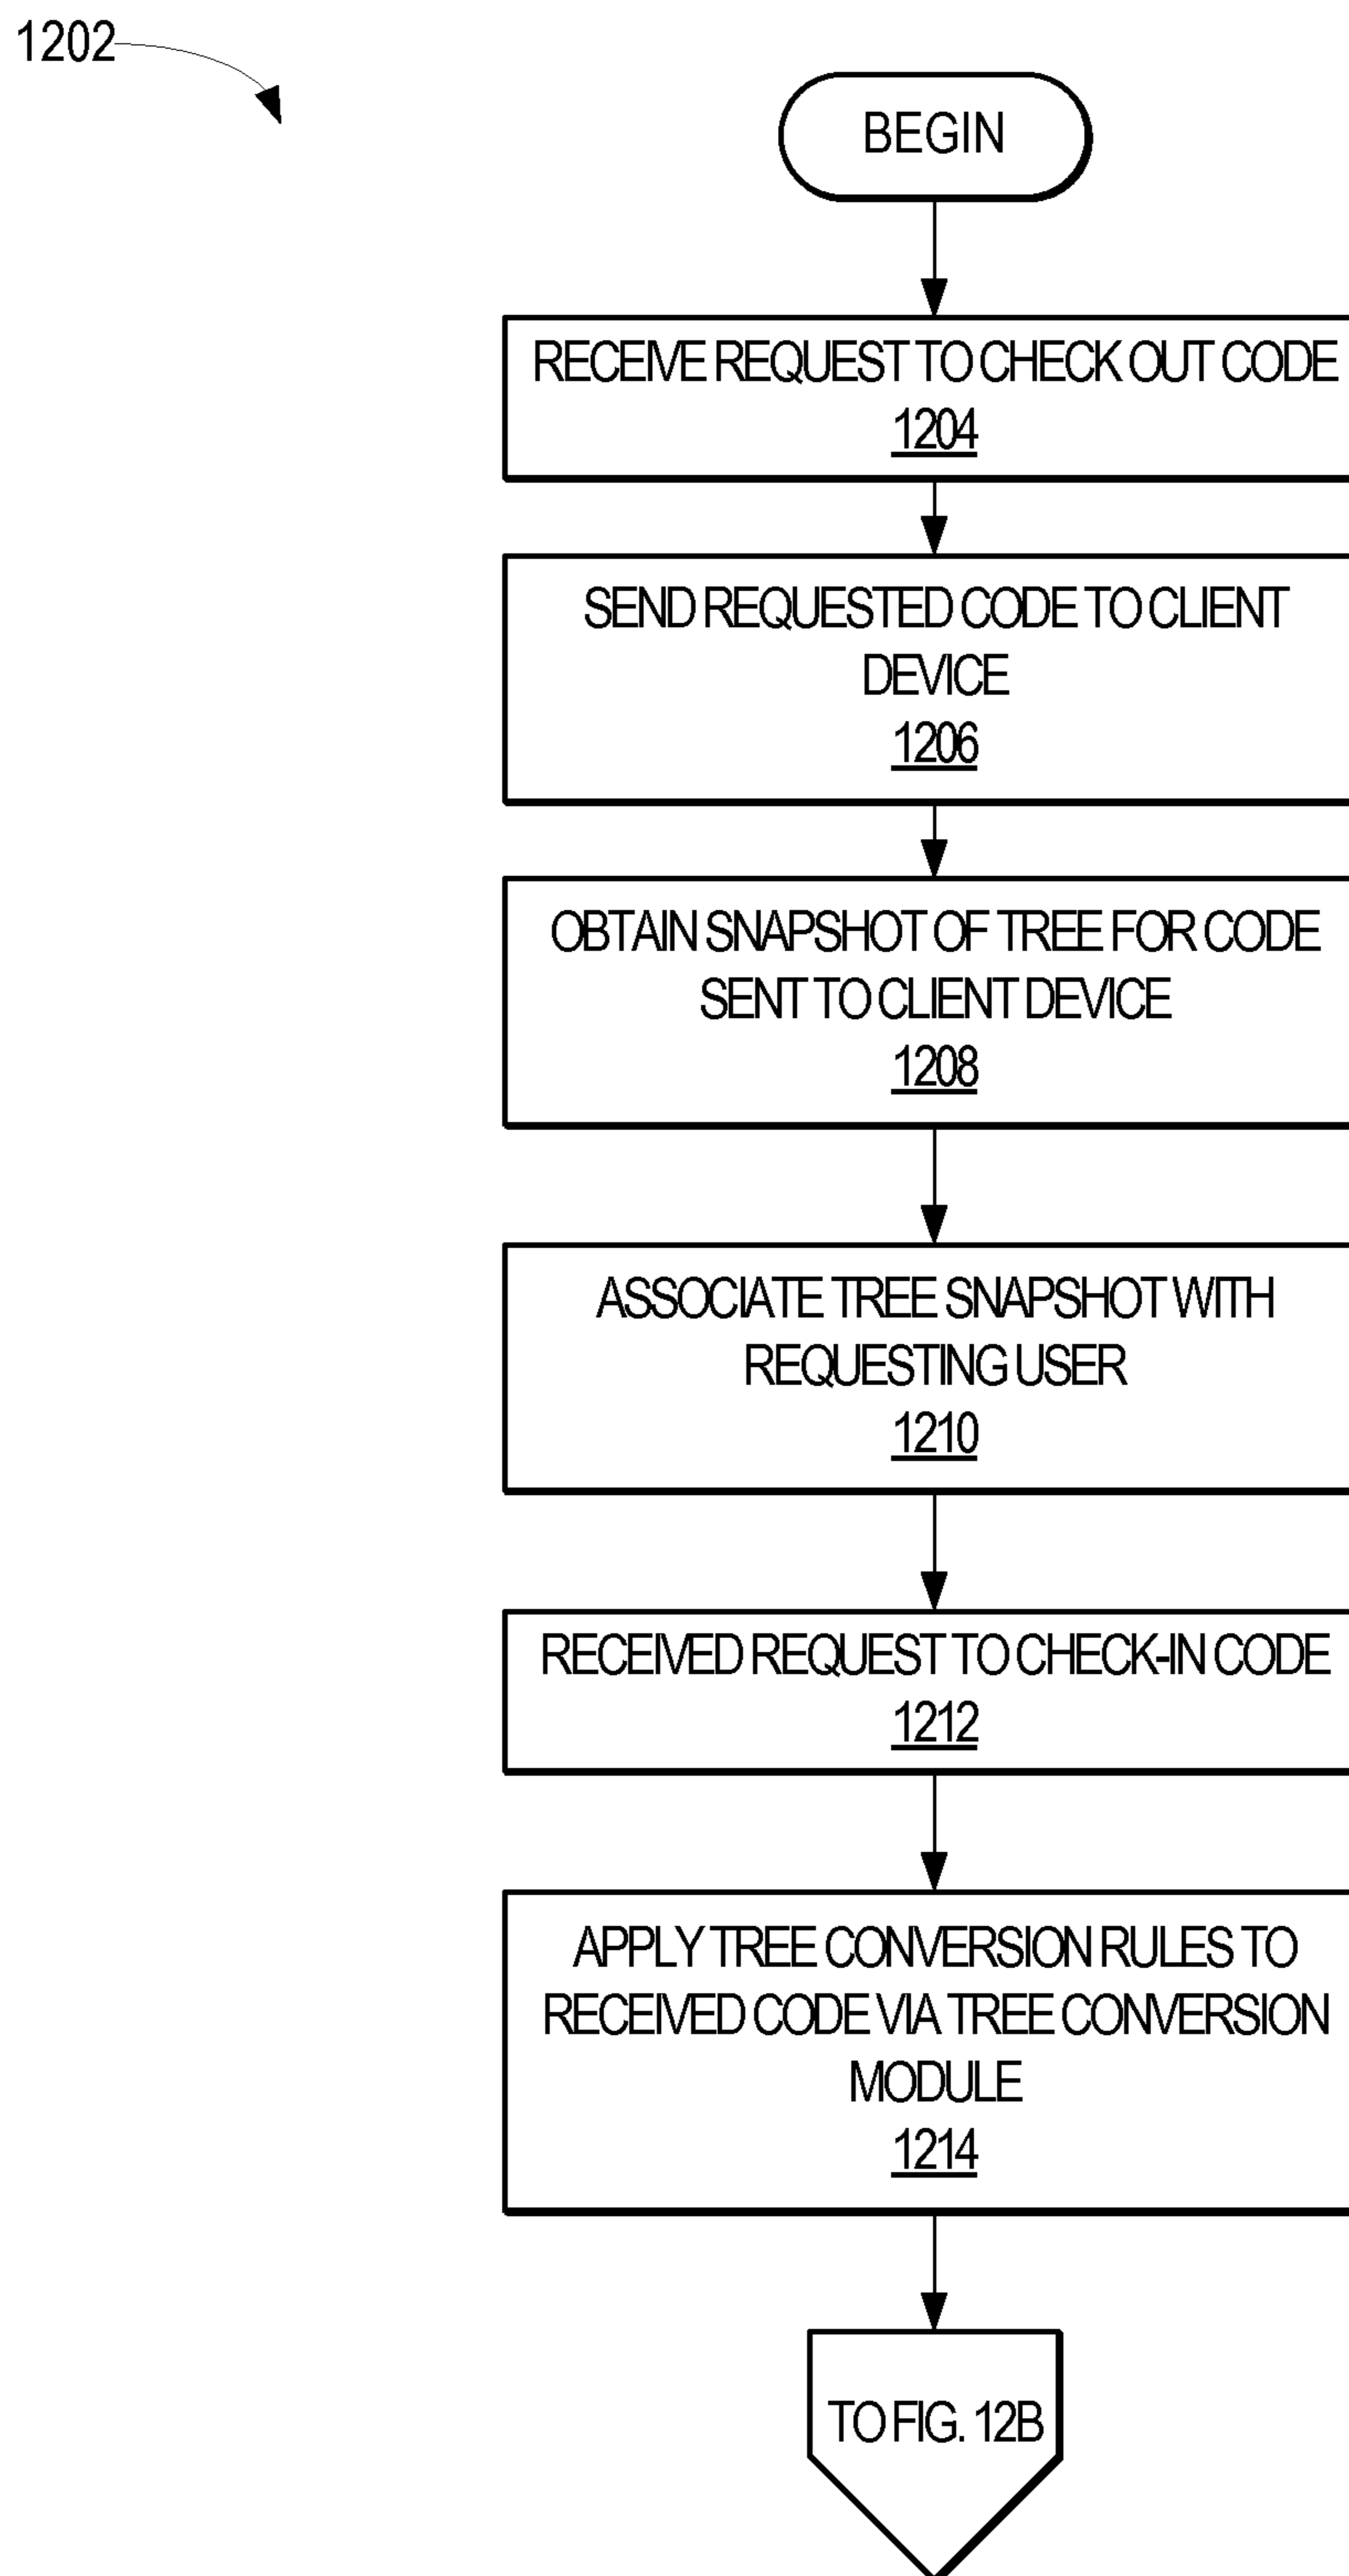 1202
BEGIN
RECEIVE REQUEST TO CHECK OUT CODE
1204
SEND REQUESTED CODE TO CLIENT
DEVICE
1206
OBTAIN SNAPSHOT OF TREE FOR CODE
SENT TO CLIENT DEVICE
1208
ASSOCIATE TREE SNAPSHOT WITH
REQUESTING USER
1210
RECEIVED REQUEST TO CHECK-IN CODE
1212
APPLY TREE CONVERSION RULES TO
RECEIVED CODE VIA TREE CONVERSION
MODULE
1214
TO FIG. 12B